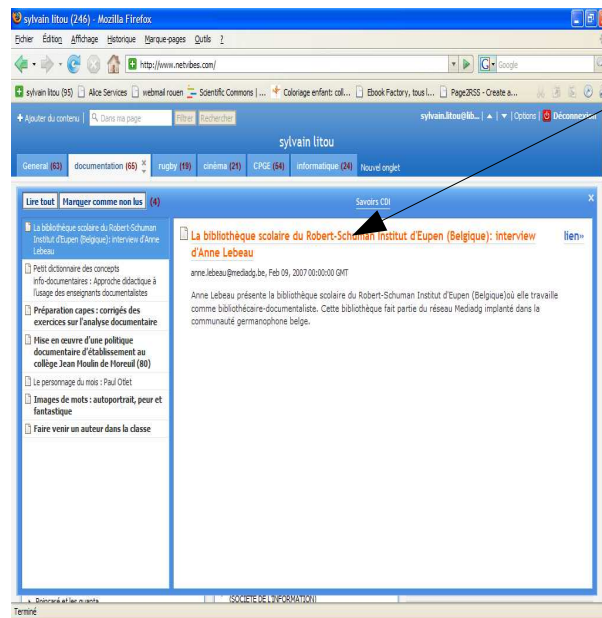 sylvain litou (246) - Mozilla Firefox
Fichier Édition Affichage Historique Marque-pages Outils ?
http://www.netvibes.com/
Google
sylvain litou (95) Alice Services webmail rouen Scientific Commons | ... Coloriage enfant: coll... Ebook Factory, tous l... Page2RSS - Create a...
Ajouter du contenu | Dans ma page Filtrer Rechercher sylvain.litou@lib... | ▲ | ▼ | Options | Déconnexion
sylvain litou
General (63) documentation (65) rugby (19) cinéma (21) CPGE (54) informatique (24) Nouvel onglet
Lire tout Marquer comme non lus (4) Savoirs CDI x
La bibliothèque scolaire du Robert-Schuman
Institut d'Eupen (Belgique): interview d'Anne
Lebeau
Petit dictionnaire des concepts
info-documentaires : Approche didactique à
l'usage des enseignants documentalistes
Préparation capes : corrigés des
exercices sur l'analyse documentaire
Mise en œuvre d'une politique
documentaire d'établissement au
collège Jean Moulin de Moreuil (80)
Le personnage du mois : Paul Otlet
Images de mots : autoportrait, peur et
fantastique
Faire venir un auteur dans la classe
La bibliothèque scolaire du Robert-Schuman Institut d'Eupen (Belgique): interview
d'Anne Lebeau
lien»
anne.lebeau@mediadg.be, Feb 09, 2007 00:00:00 GMT
Anne Lebeau présente la bibliothèque scolaire du Robert-Schuman Institut d'Eupen (Belgique)où elle travaille
comme bibliothécaire-documentaliste. Cette bibliothèque fait partie du réseau Mediadg implanté dans la
communauté germanophone belge.
Poincaré et les quanta
(SOCIETE DE L'INFORMATION)
Terminé